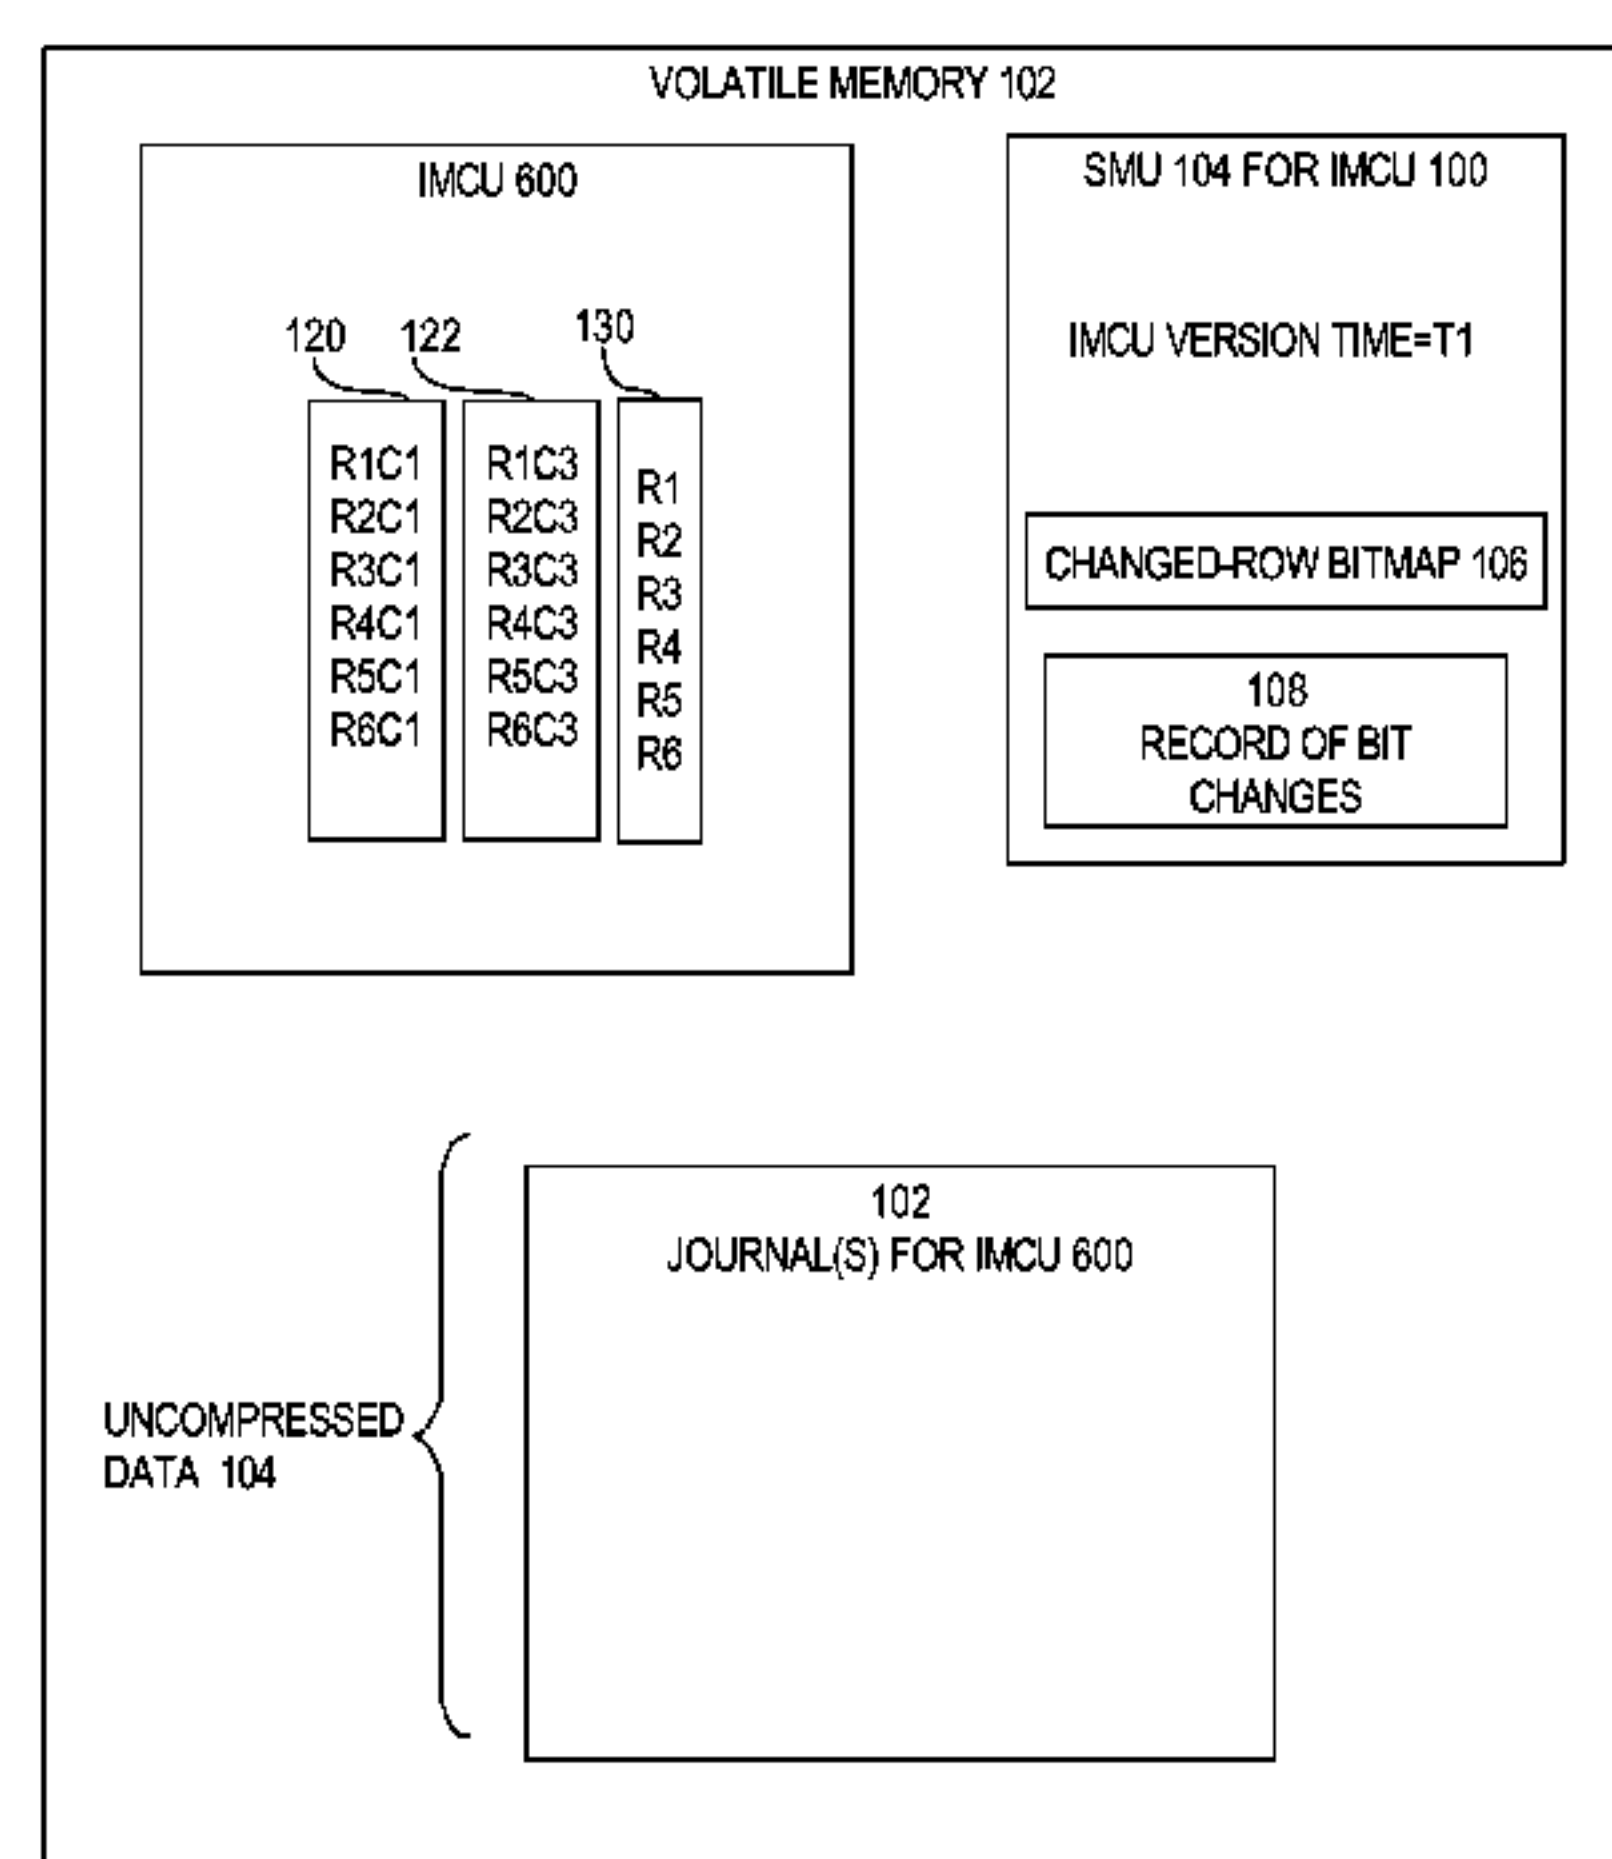 VOLATILE MEMORY 102
IMCU 600
120 122 130
R1C1
R2C1
R3C1
R4C1
R5C1
R6C1
R1C3
R2C3
R3C3
R4C3
R5C3
R6C3
R1
R2
R3
R4
R5
R6
SMU 104 FOR IMCU 100
IMCU VERSION TIME=T1
CHANGED-ROW BITMAP 106
108
RECORD OF BIT
CHANGES
UNCOMPRESSED
DATA 104
102
JOURNAL(S) FOR IMCU 600